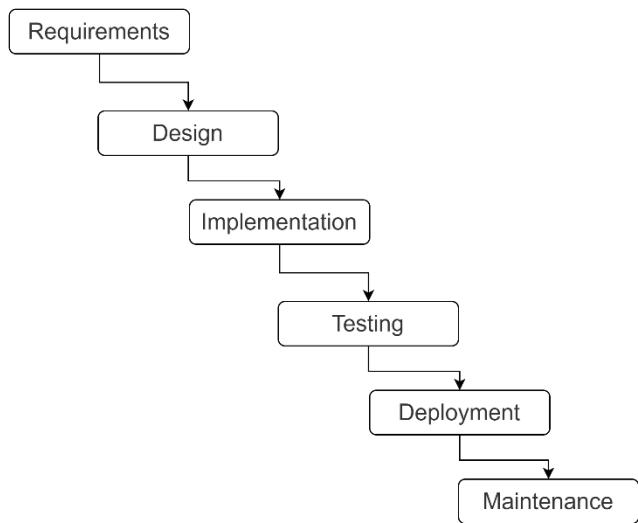 Requirements
Design
Implementation
Testing
Deployment
Maintenance